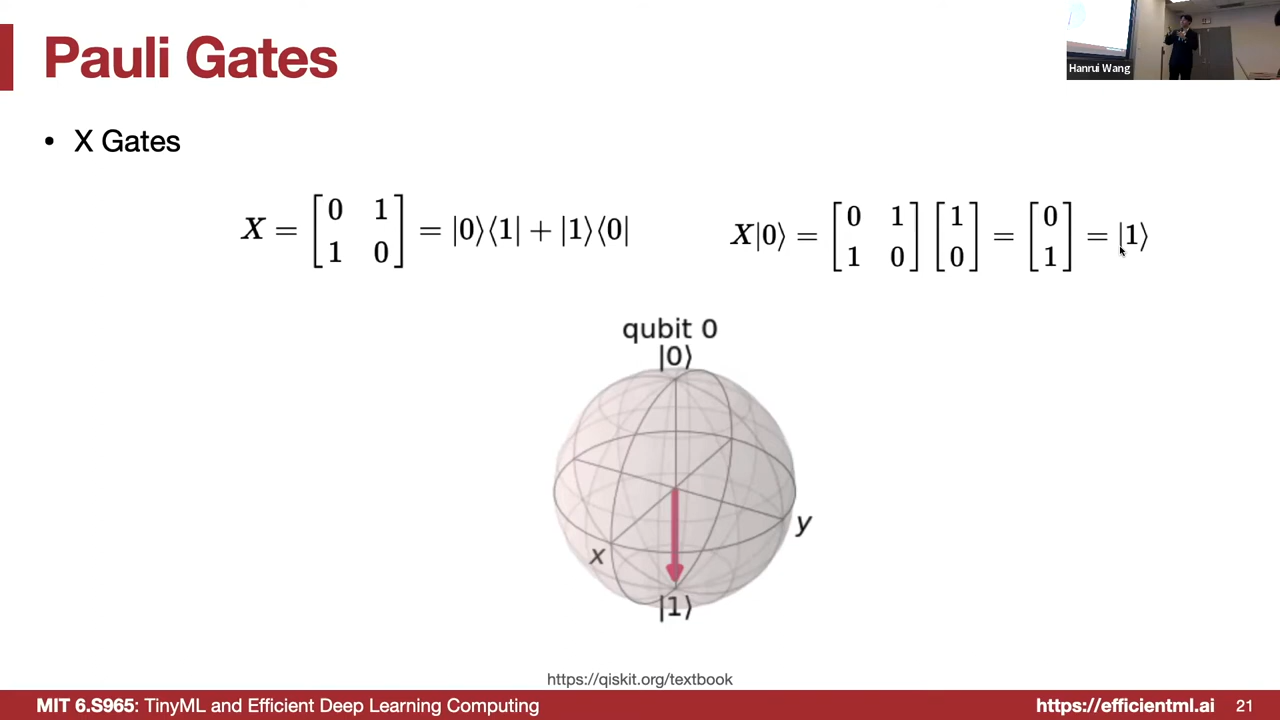 Pauli Gates
Hanrui Wang
• X Gates
X = [0 1; 1 0] = |0⟩⟨1| + |1⟩⟨0|
X|0⟩ = [0 1; 1 0] [1; 0] = [0; 1] = |1⟩
qubit 0
|0⟩
y
x
|1⟩
https://qiskit.org/textbook
MIT 6.S965: TinyML and Efficient Deep Learning Computing
https://efficientml.ai 21